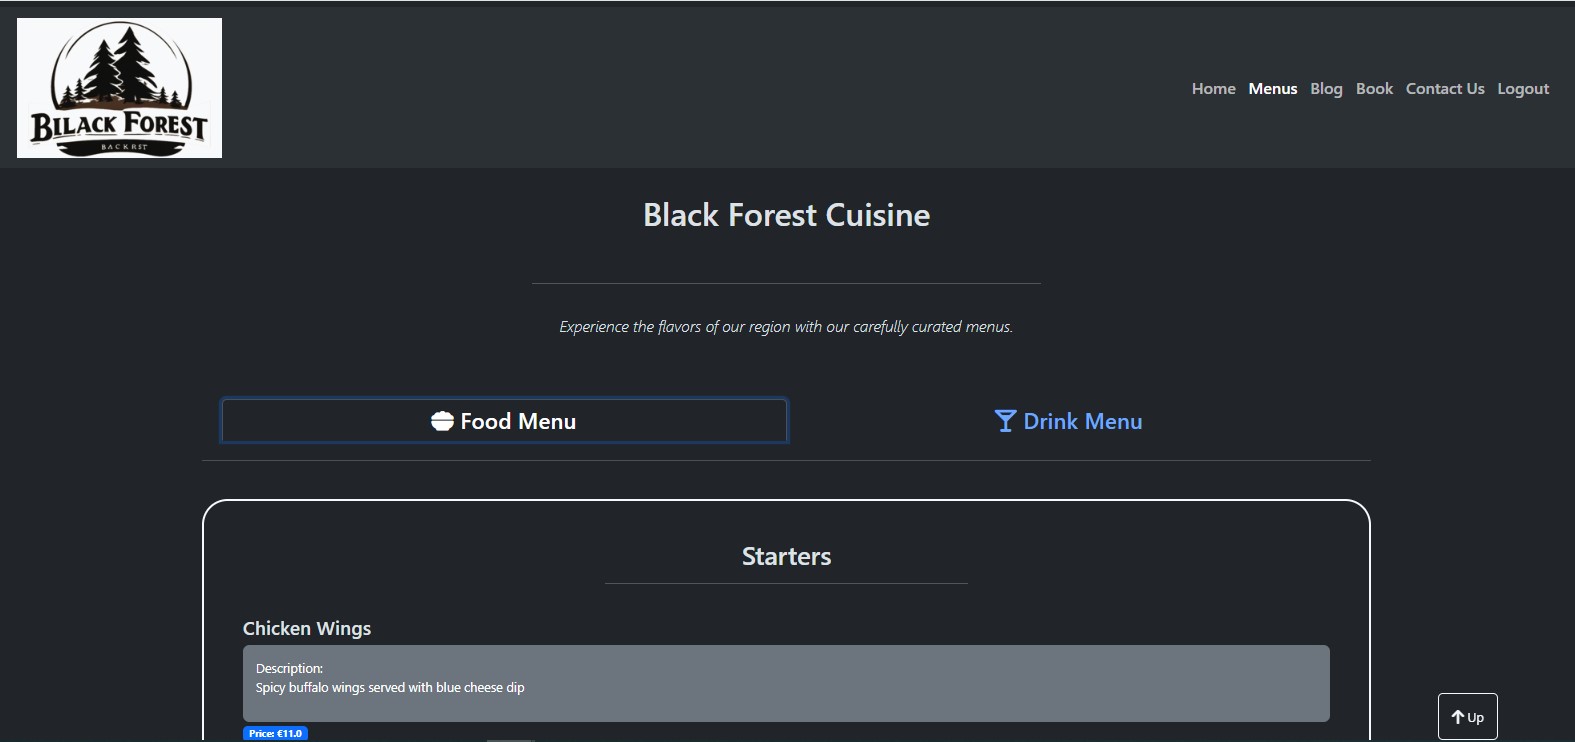 BILACK FOREST
BACKRST
Home Menus Blog Book Contact Us Logout
Black Forest Cuisine
Experience the flavors of our region with our carefully curated menus.
Food Menu
Drink Menu
Starters
Chicken Wings
Description:
Spicy buffalo wings served with blue cheese dip
Price: €11.0
Up